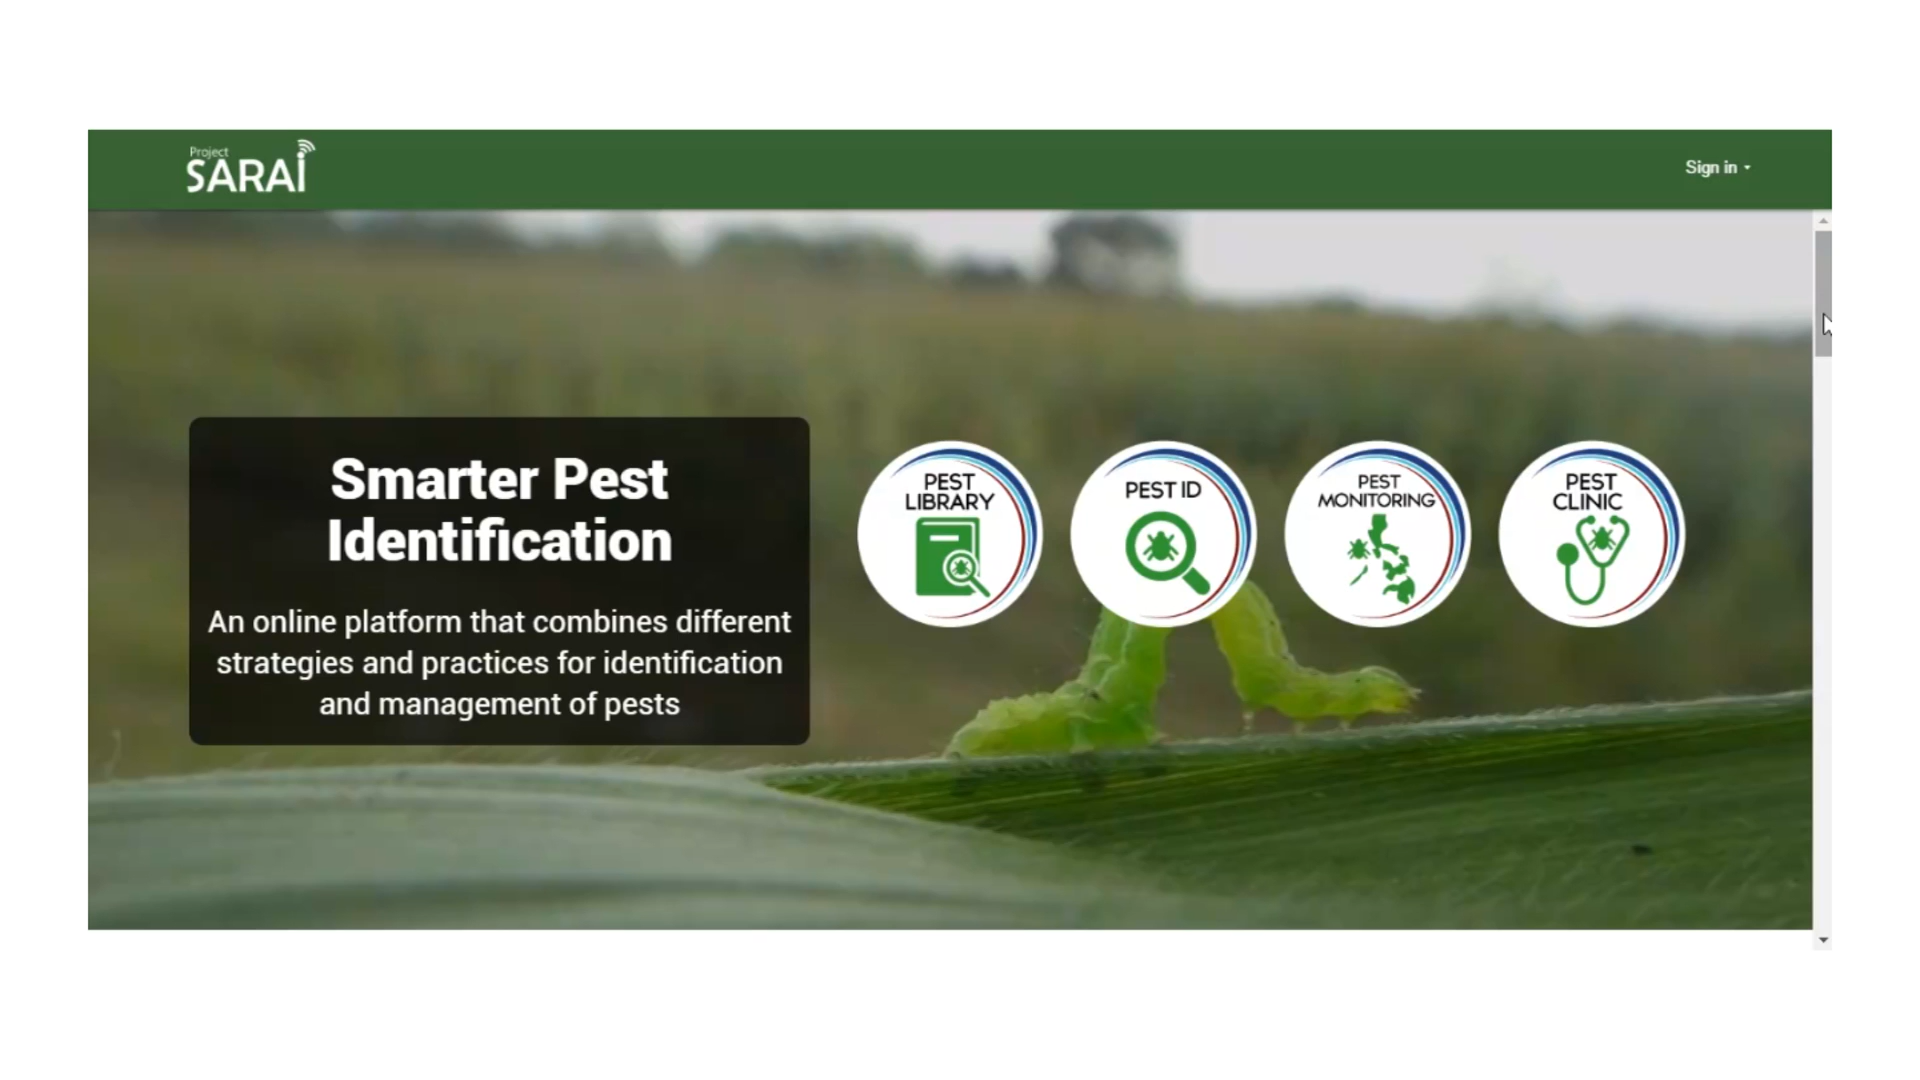 Project
SARAI
Sign in
Smarter Pest
Identification
An online platform that combines different
strategies and practices for identification
and management of pests
PEST
LIBRARY
PEST ID
PEST
MONITORING
PEST
CLINIC